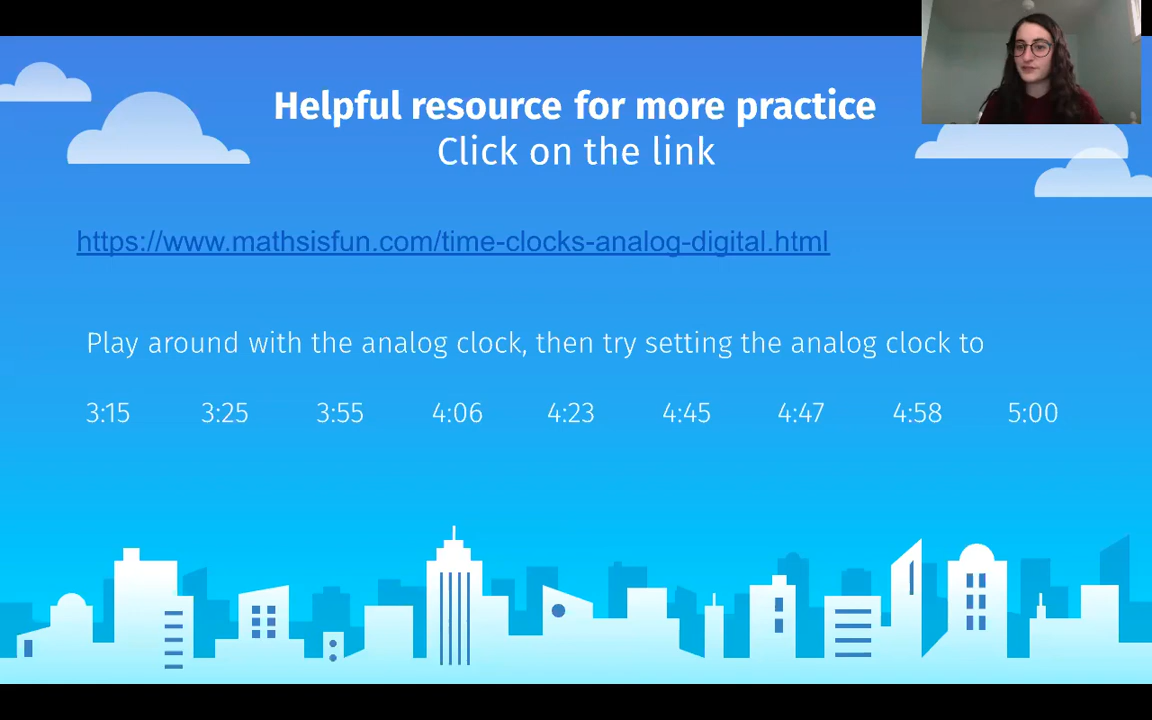 Helpful resource for more practice
Click on the link
https://www.mathsisfun.com/time-clocks-analog-digital.html
Play around with the analog clock, then try setting the analog clock to
3:15 3:25 3:55 4:06 4:23 4:45 4:47 4:58 5:00